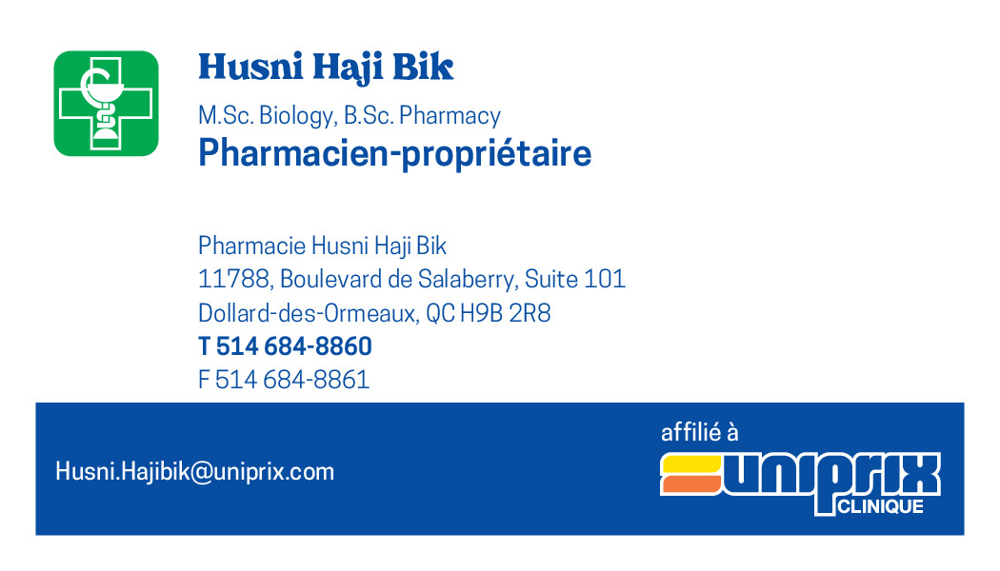 Husni Haji Bik
M.Sc. Biology, B.Sc. Pharmacy
Pharmacien-propriétaire
Pharmacie Husni Haji Bik
11788, Boulevard de Salaberry, Suite 101
Dollard-des-Ormeaux, QC H9B 2R8
T 514 684-8860
F 514 684-8861
Husni.Hajibik@uniprix.com
affilié à
uniprix
CLINIQUE